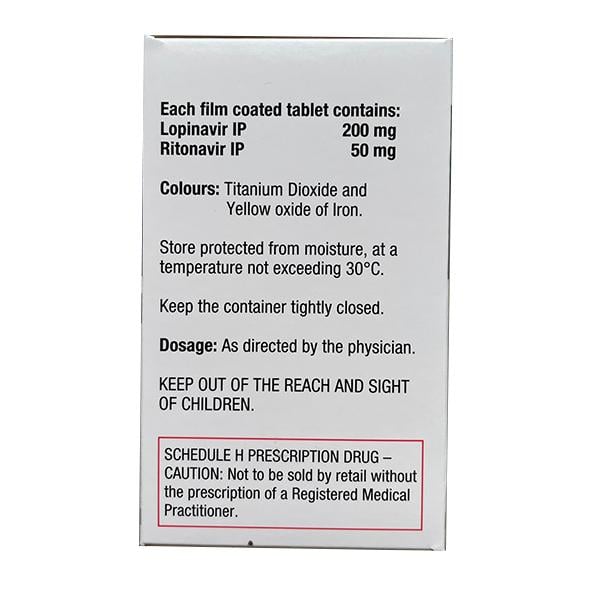 Each film coated tablet contains:
Lopinavir IP 200 mg
Ritonavir IP 50 mg
Colours: Titanium Dioxide and
Yellow oxide of Iron.
Store protected from moisture, at a
temperature not exceeding 30°C.
Keep the container tightly closed.
Dosage: As directed by the physician.
KEEP OUT OF THE REACH AND SIGHT
OF CHILDREN.
SCHEDULE H PRESCRIPTION DRUG –
CAUTION: Not to be sold by retail without
the prescription of a Registered Medical
Practitioner.